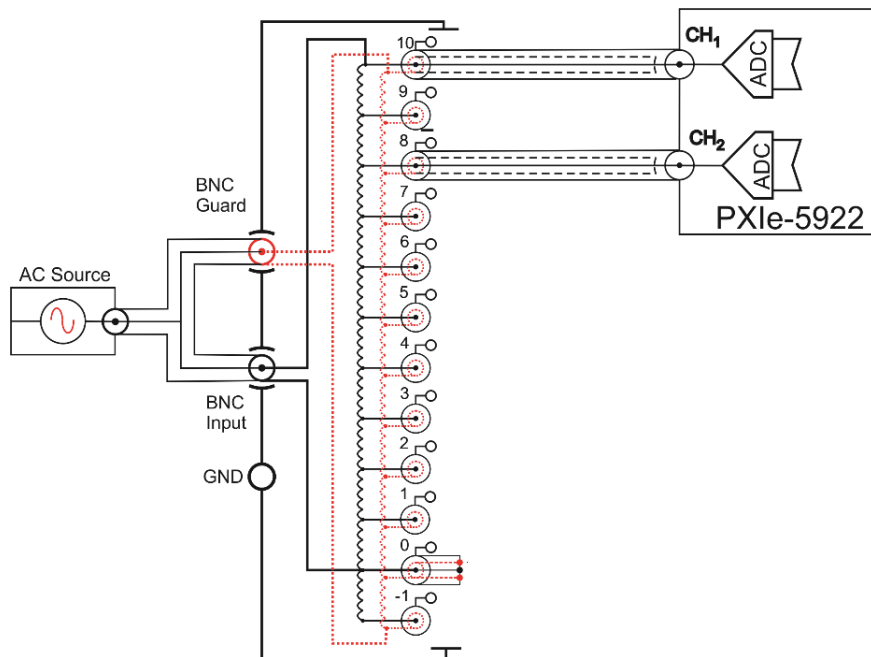 10
CH1
ADC
9
8
CH2
ADC
PXIe-5922
7
BNC
Guard
6
AC Source
5
4
3
BNC
Input
2
GND
1
0
-1